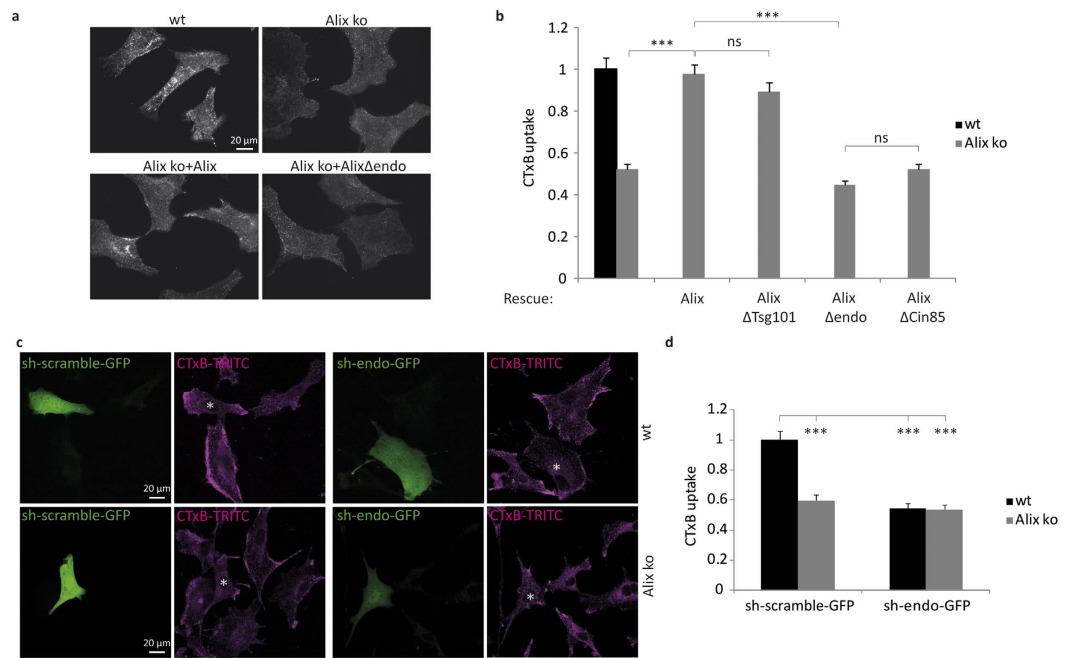 a
wt
Alix ko
20 µm
Alix ko+Alix
Alix ko+AlixΔendo
b
1.2
1
0.8
0.6
0.4
0.2
0
CTxB uptake
***
***
ns
ns
wt
Alix ko
Rescue:
Alix
Alix
ΔTsg101
Alix
Δendo
Alix
ΔCin85
c
sh-scramble-GFP
CTxB-TRITC
sh-endo-GFP
CTxB-TRITC
wt
*
*
20 µm
sh-scramble-GFP
CTxB-TRITC
sh-endo-GFP
CTxB-TRITC
Alix ko
*
*
20 µm
d
1.2
1
0.8
0.6
0.4
0.2
0
CTxB uptake
***
***
***
wt
Alix ko
sh-scramble-GFP
sh-endo-GFP